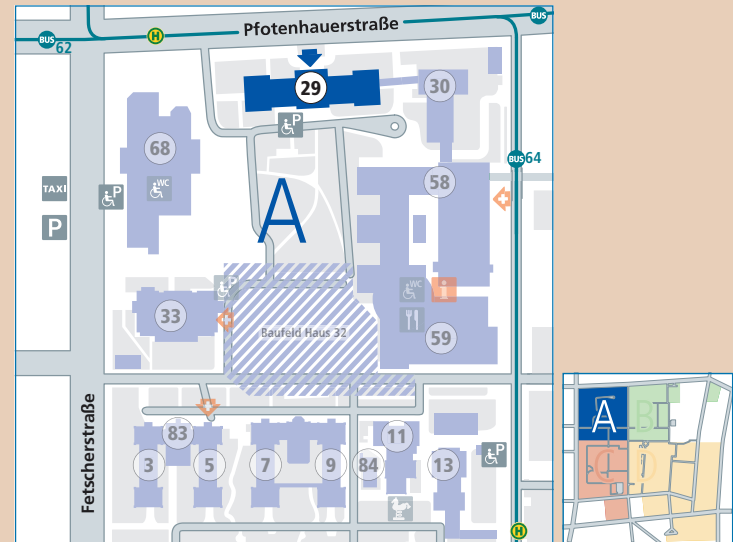 BUS
Pfotenhauerstraße
BUS
62
H
29
30
P
68
BUS 64
58
WC
TAXI
P
P
A
P
WC
i
33
Baufeld Haus 32
59
Fetscherstraße
83
11
3
5
7
9
84
13
P
H
A
B
C
D